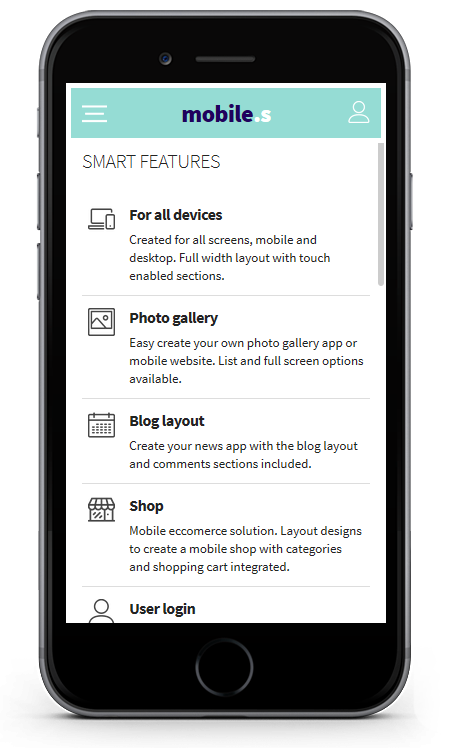 mobile.s
SMART FEATURES
For all devices
Created for all screens, mobile and
desktop. Full width layout with touch
enabled sections.
Photo gallery
Easy create your own photo gallery app or
mobile website. List and full screen options
available.
Blog layout
Create your news app with the blog layout
and comments sections included.
Shop
Mobile eccomerce solution. Layout designs
to create a mobile shop with categories
and shopping cart integrated.
User login